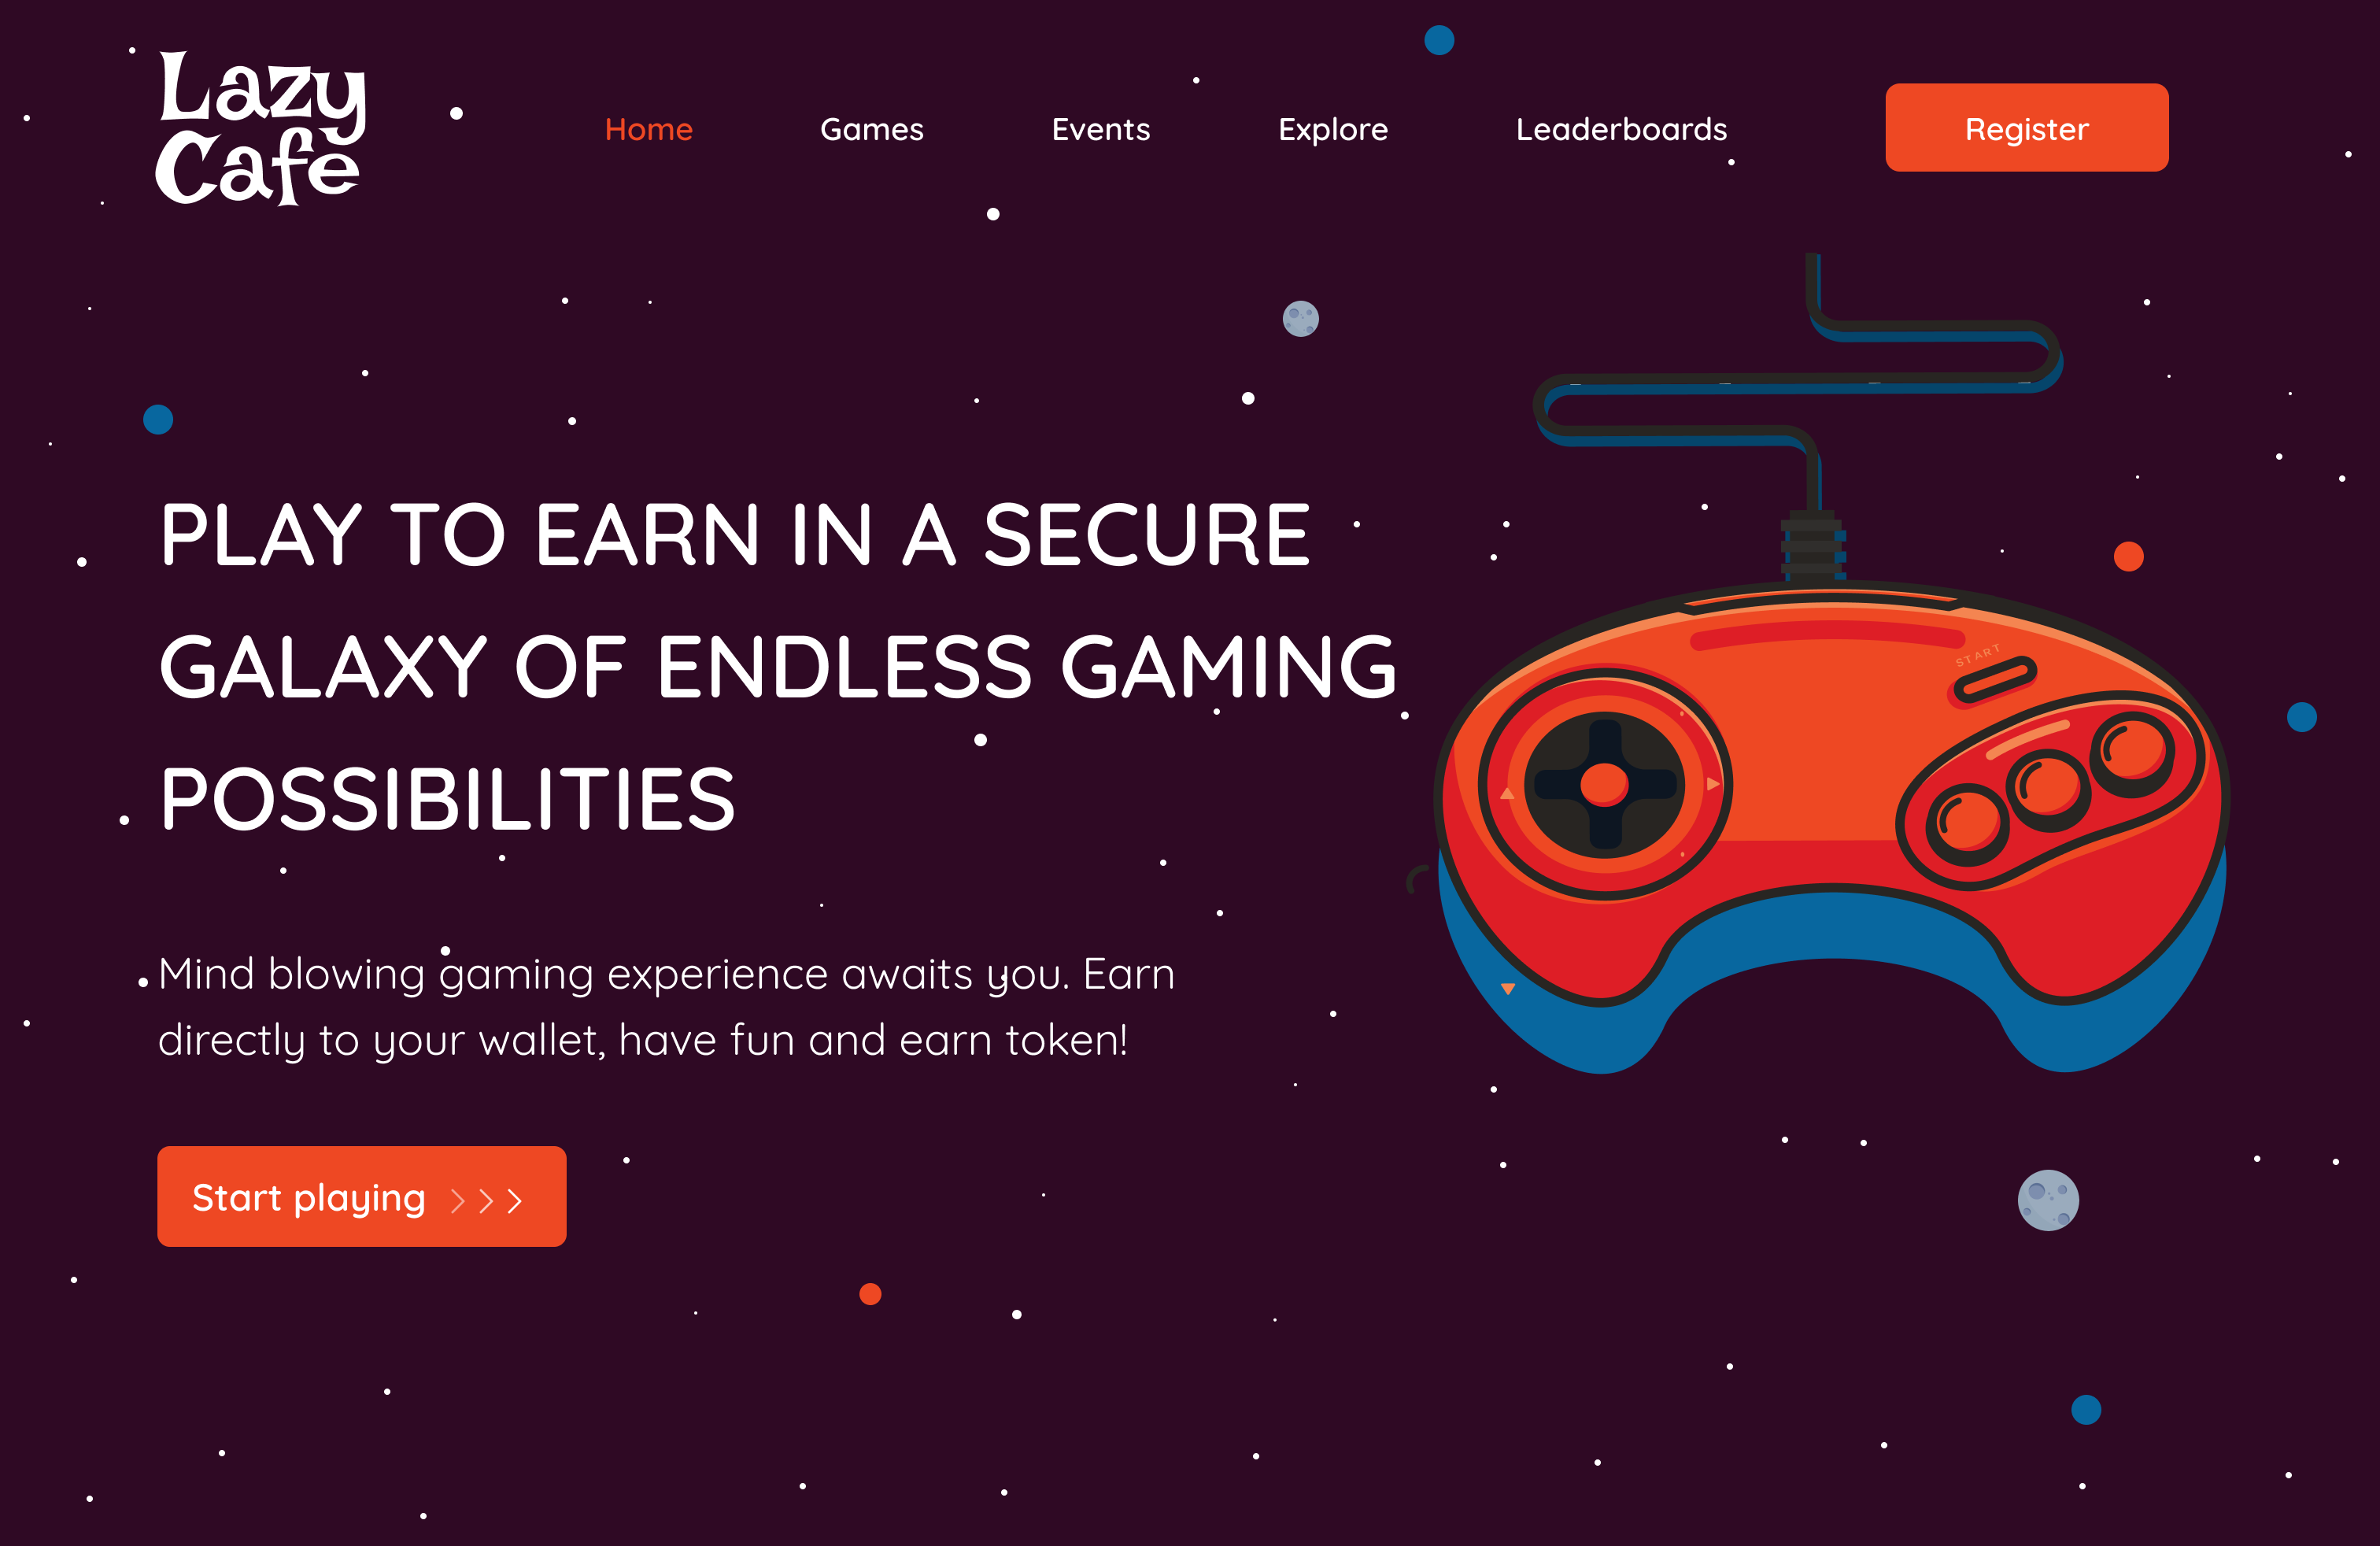 Lazy
Cafe
Home Games Events Explore Leaderboards Register
PLAY TO EARN IN A SECURE
GALAXY OF ENDLESS GAMING
POSSIBILITIES
START
Mind blowing gaming experience awaits you. Earn
directly to your wallet, have fun and earn token!
Start playing